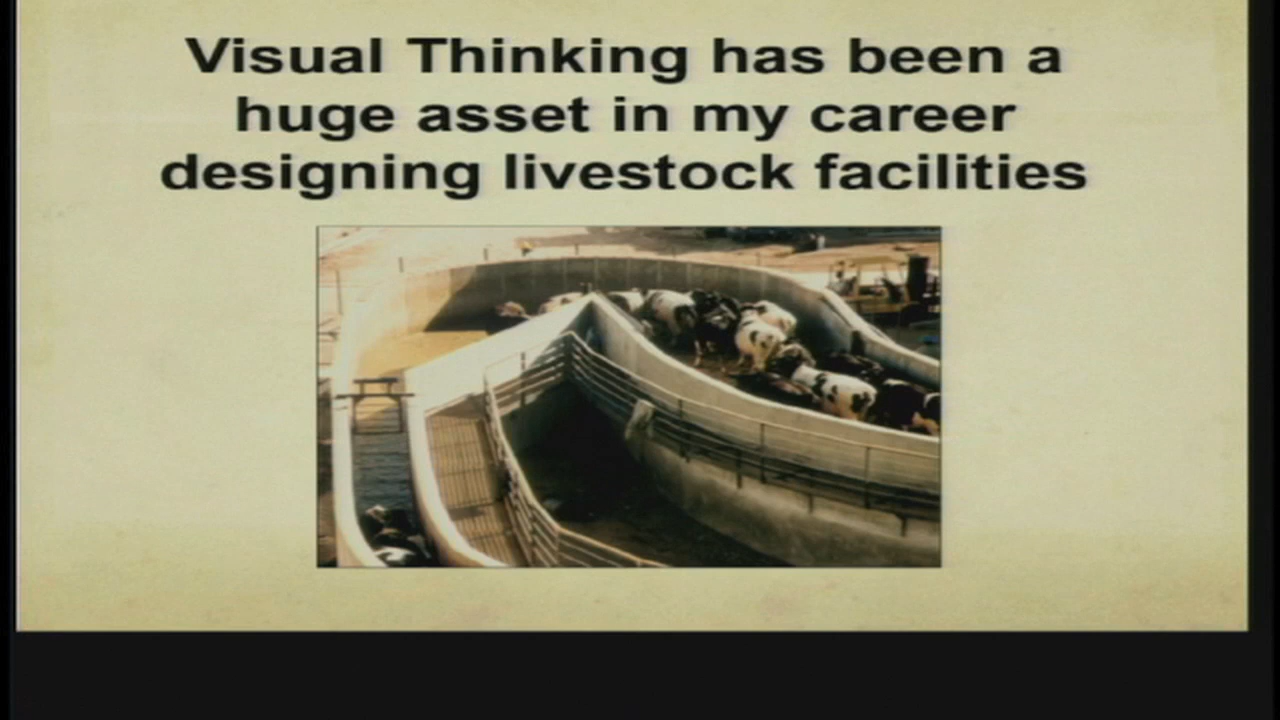 Visual Thinking has been a
huge asset in my career
designing livestock facilities